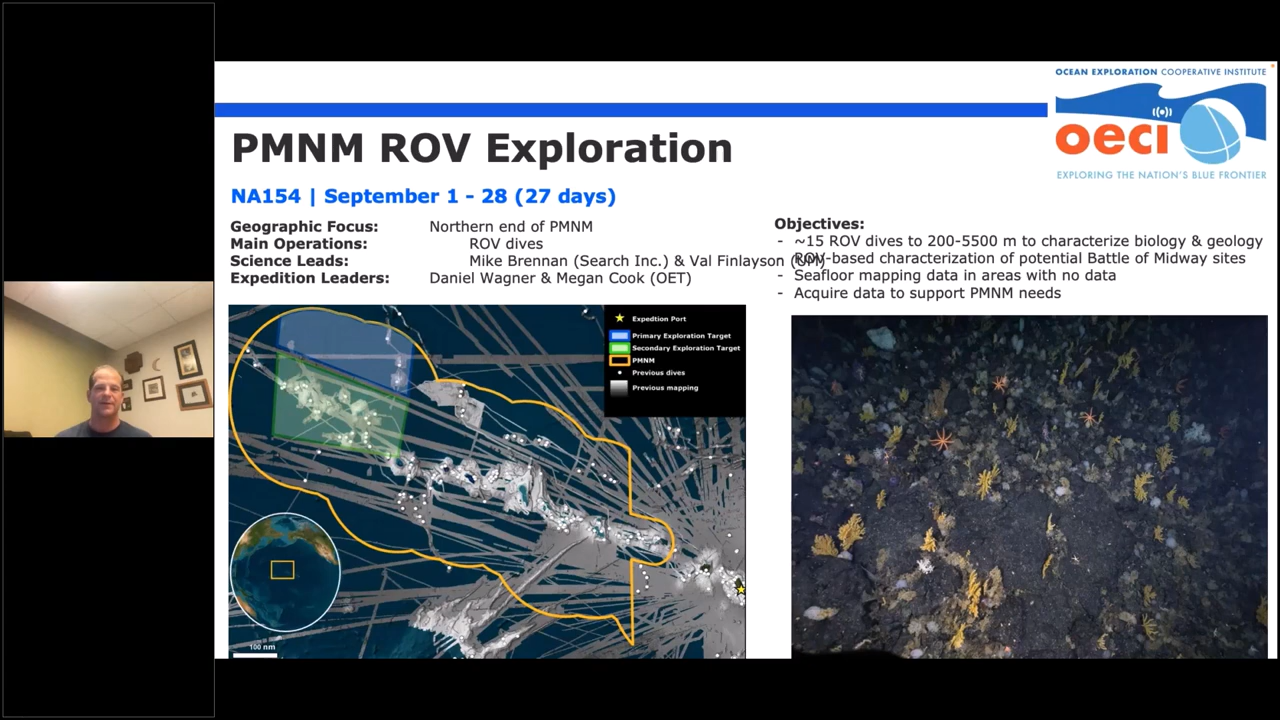 OCEAN EXPLORATION COOPERATIVE INSTITUTE
oeci
EXPLORING THE NATION'S BLUE FRONTIER
PMNM ROV Exploration
NA154 | September 1 - 28 (27 days)
Geographic Focus: Northern end of PMNM
Main Operations: ROV dives
Science Leads: Mike Brennan (Search Inc.) & Val Finlayson (UM)
Expedition Leaders: Daniel Wagner & Megan Cook (OET)
Objectives:
- ~15 ROV dives to 200-5500 m to characterize biology & geology
- ROV-based characterization of potential Battle of Midway sites
- Seafloor mapping data in areas with no data
- Acquire data to support PMNM needs
Expedtion Port
Primary Exploration Target
Secondary Exploration Target
PMNM
Previous dives
Previous mapping
100 nm